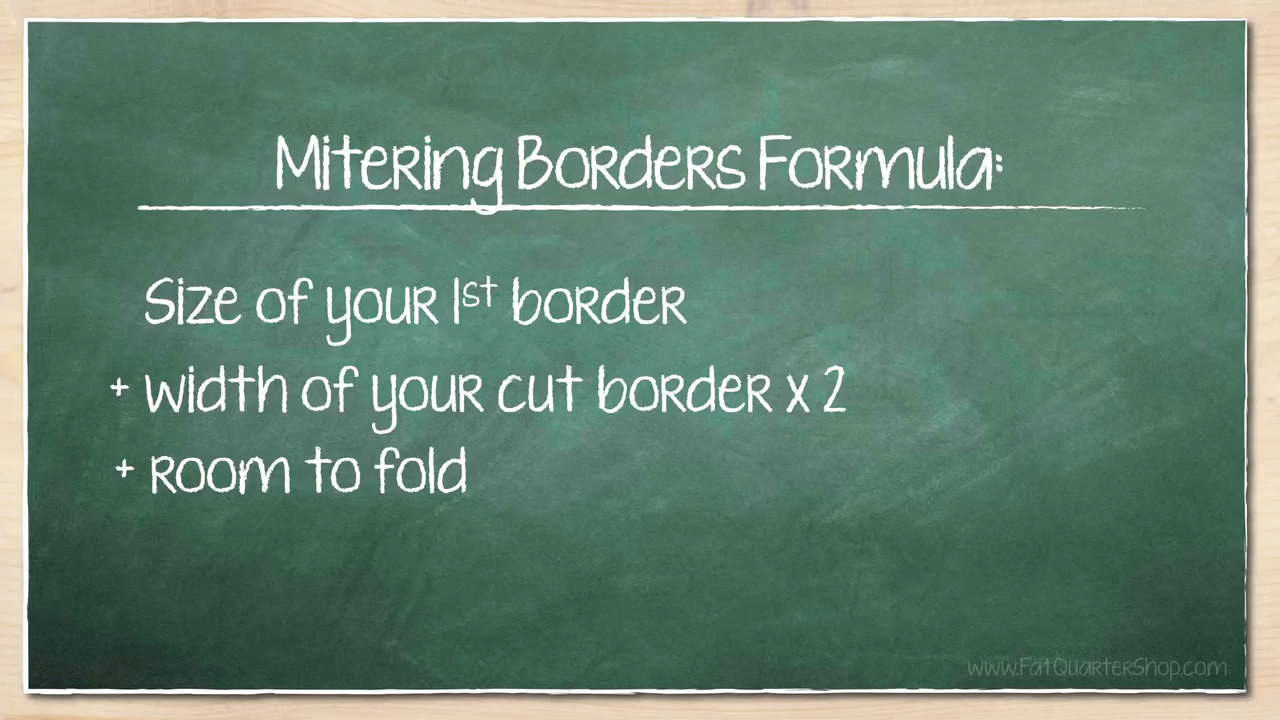 Mitering Borders Formula:
Size of your 1st border
+ width of your cut border x 2
+ Room to fold
www.FatQuarterShop.com